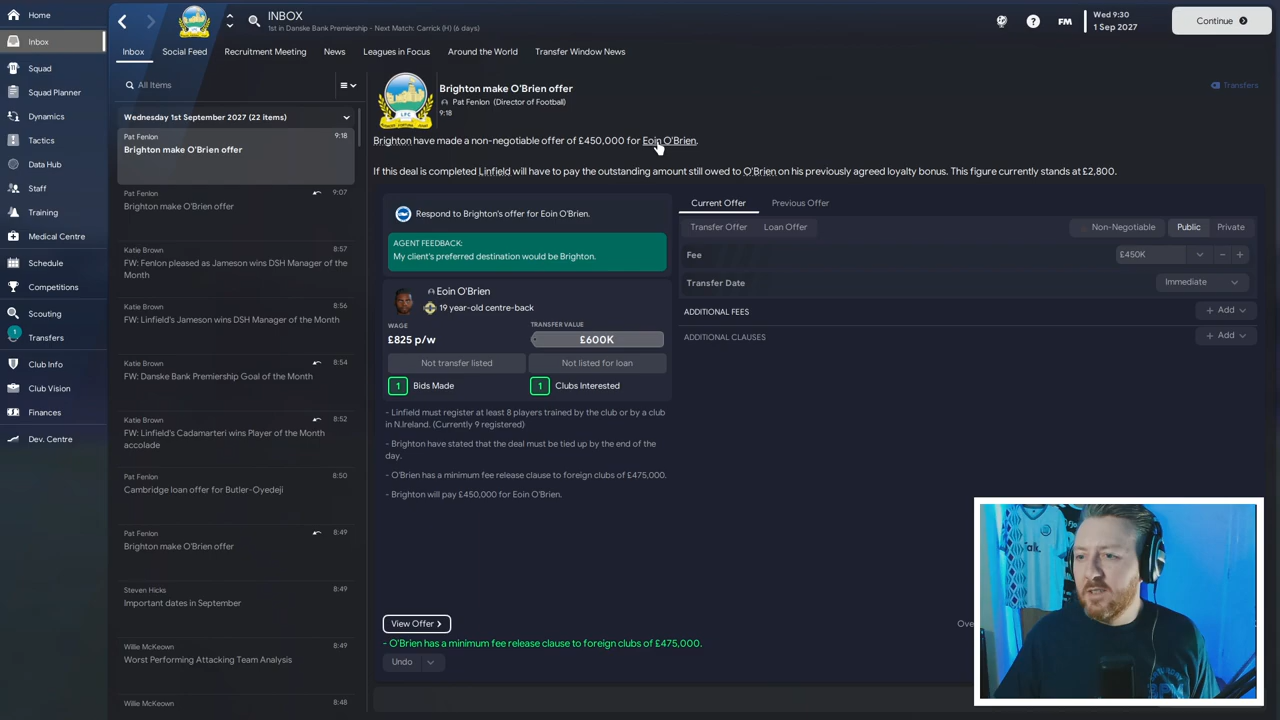 Home
Inbox
Squad
Squad Planner
Dynamics
Tactics
Data Hub
Staff
Training
Medical Centre
Schedule
Competitions
Scouting
Transfers
1
Club Info
Club Vision
Finances
Dev. Centre
INBOX
1st in Danske Bank Premiership - Next Match: Carrick (H) (6 days)
FM
Wed 9:30
1 Sep 2027
Continue
Inbox
Social Feed
Recruitment Meeting
News
Leagues in Focus
Around the World
Transfer Window News
All Items
Wednesday 1st September 2027 (22 items)
Pat Fenlon 9:18
Brighton make O'Brien offer
Pat Fenlon 9:07
Brighton make O'Brien offer
Katie Brown 8:57
FW: Fenlon pleased as Jameson wins DSH Manager of the
Month
Katie Brown 8:56
FW: Linfield's Jameson wins DSH Manager of the Month
Katie Brown 8:54
FW: Danske Bank Premiership Goal of the Month
Katie Brown 8:52
FW: Linfield's Cadamarteri wins Player of the Month
accolade
Pat Fenlon 8:50
Cambridge loan offer for Butler-Oyedeji
Pat Fenlon 8:49
Brighton make O'Brien offer
Steven Hicks 8:49
Important dates in September
Willie McKeown 8:49
Worst Performing Attacking Team Analysis
Willie McKeown 8:48
Brighton make O'Brien offer
Pat Fenlon (Director of Football)
9:18
Transfers
Brighton have made a non-negotiable offer of £450,000 for Eoin O'Brien.
If this deal is completed Linfield will have to pay the outstanding amount still owed to O'Brien on his previously agreed loyalty bonus. This figure currently stands at £2,800.
Respond to Brighton's offer for Eoin O'Brien.
AGENT FEEDBACK:
My client's preferred destination would be Brighton.
Eoin O'Brien
19 year-old centre-back
WAGE
£825 p/w
TRANSFER VALUE
£600K
Not transfer listed
Not listed for loan
1 Bids Made
1 Clubs Interested
- Linfield must register at least 8 players trained by the club or by a club
in N.Ireland. (Currently 9 registered)
- Brighton have stated that the deal must be tied up by the end of the
day.
- O'Brien has a minimum fee release clause to foreign clubs of £475,000.
- Brighton will pay £450,000 for Eoin O'Brien.
Current Offer
Previous Offer
Transfer Offer
Loan Offer
Non-Negotiable
Public
Private
Fee
£450K
Transfer Date
Immediate
ADDITIONAL FEES
Add
ADDITIONAL CLAUSES
Add
View Offer
- O'Brien has a minimum fee release clause to foreign clubs of £475,000.
Undo